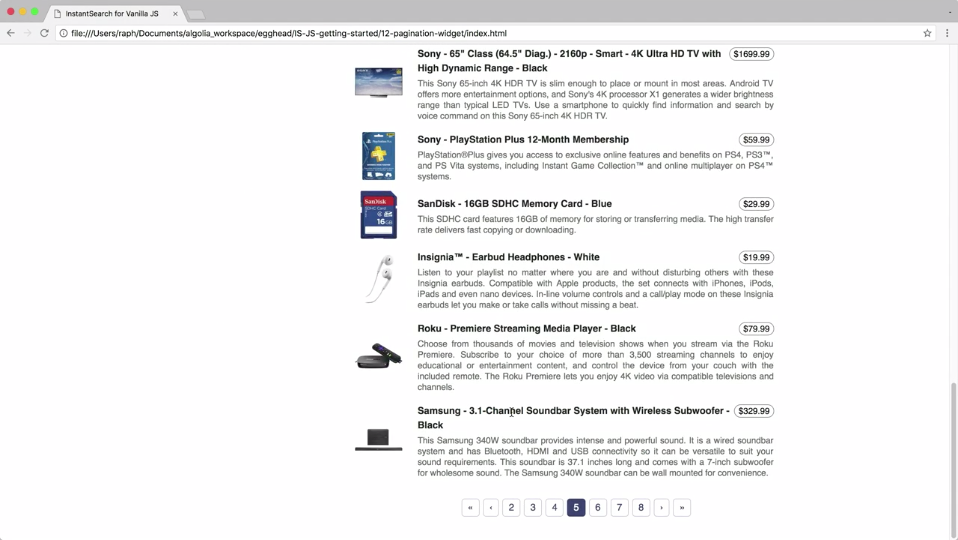 InstantSearch for Vanilla JS
file:///Users/raph/Documents/algolia_workspace/egghead/IS-JS-getting-started/12-pagination-widget/index.html
Sony - 65" Class (64.5" Diag.) - 2160p - Smart - 4K Ultra HD TV with $1699.99
High Dynamic Range - Black
This Sony 65-inch 4K HDR TV is slim enough to place or mount in most areas. Android TV
offers more entertainment options, and Sony's 4K processor X1 generates a wider brightness
range than typical LED TVs. Use a smartphone to quickly find information and search by
voice command on this Sony 65-inch 4K HDR TV.
Sony - PlayStation Plus 12-Month Membership $59.99
PlayStation®Plus gives you access to exclusive online features and benefits on PS4, PS3™,
and PS Vita systems, including Instant Game Collection™ and online multiplayer on PS4™
systems.
SanDisk
16
SanDisk - 16GB SDHC Memory Card - Blue $29.99
This SDHC card features 16GB of memory for storing or transferring media. The high transfer
rate delivers fast copying or downloading.
Insignia™ - Earbud Headphones - White $19.99
Listen to your playlist no matter where you are and without disturbing others with these
Insignia earbuds. Compatible with Apple products, the set connects with iPhones, iPods,
iPads and even nano devices. In-line volume controls and a call/play mode on these Insignia
earbuds let you make or take calls without missing a beat.
Roku - Premiere Streaming Media Player - Black $79.99
Choose from thousands of movies and television shows when you stream via the Roku
Premiere. Subscribe to your choice of more than 3,500 streaming channels to enjoy
educational or entertainment content, and control the device from your couch with the
included remote. The Roku Premiere lets you enjoy 4K video via compatible televisions and
channels.
Samsung - 3.1-Channel Soundbar System with Wireless Subwoofer - $329.99
Black
This Samsung 340W soundbar provides intense and powerful sound. It is a wired soundbar
system and has Bluetooth, HDMI and USB connectivity so it can be versatile to suit your
sound requirements. This soundbar is 37.1 inches long and comes with a 7-inch subwoofer
for wholesome sound. The Samsung 340W soundbar can be wall mounted for convenience.
« ‹ 2 3 4 5 6 7 8 › »